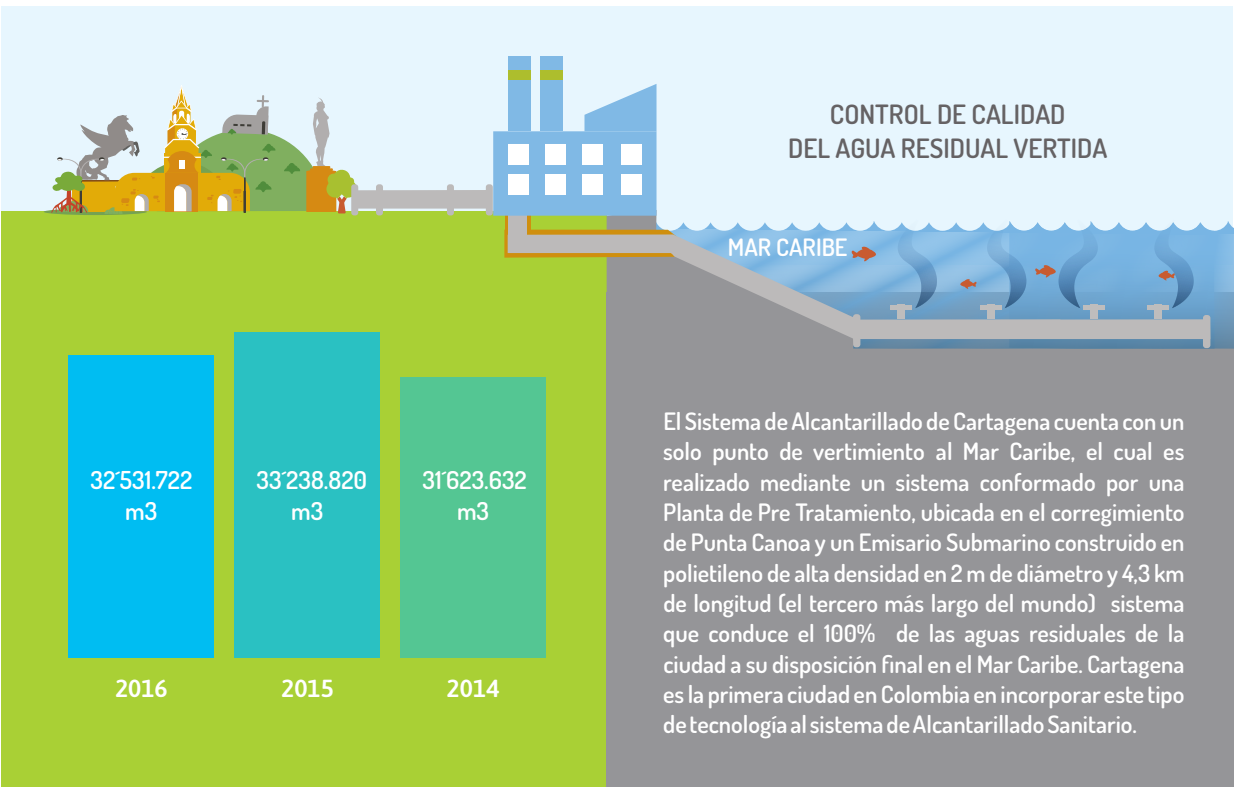 CONTROL DE CALIDAD
DEL AGUA RESIDUAL VERTIDA
MAR CARIBE
32´531.722
m3
33´238.820
m3
31´623.632
m3
2016
2015
2014
El Sistema de Alcantarillado de Cartagena cuenta con un
solo punto de vertimiento al Mar Caribe, el cual es
realizado mediante un sistema conformado por una
Planta de Pre Tratamiento, ubicada en el corregimiento
de Punta Canoa y un Emisario Submarino construido en
polietileno de alta densidad en 2 m de diámetro y 4,3 km
de longitud (el tercero más largo del mundo) sistema
que conduce el 100% de las aguas residuales de la
ciudad a su disposición final en el Mar Caribe. Cartagena
es la primera ciudad en Colombia en incorporar este tipo
de tecnología al sistema de Alcantarillado Sanitario.